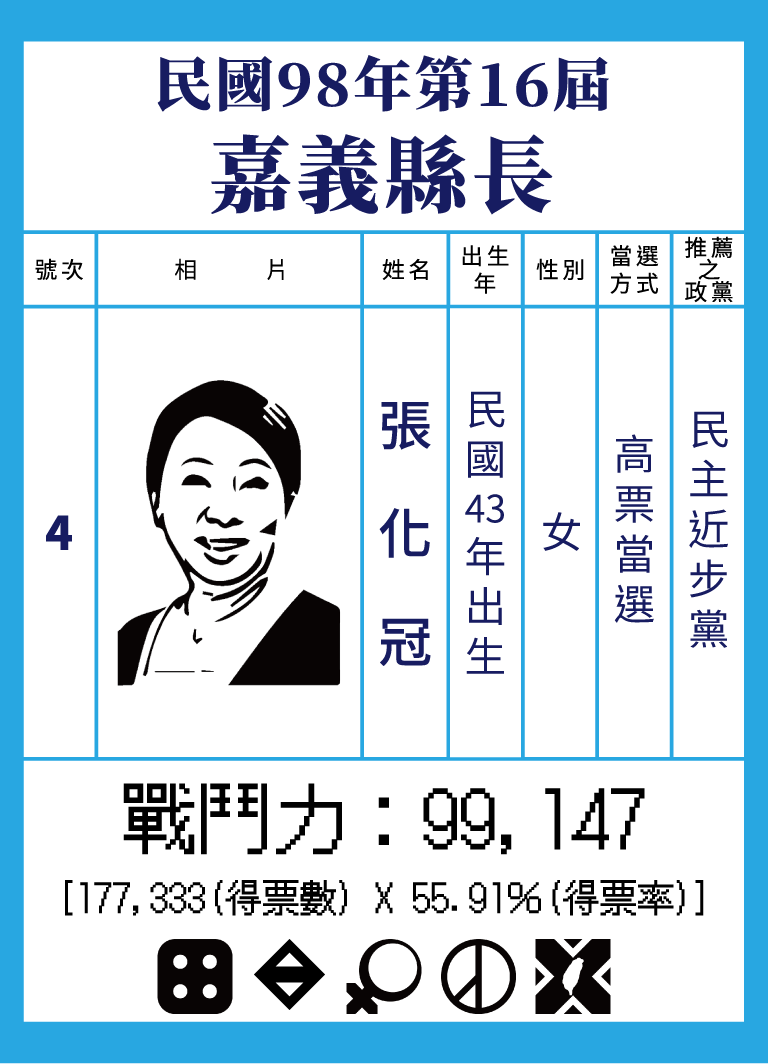 民國98年第16屆
嘉義縣長
號次
相 片
姓名
出生
年
性別
當選
方式
推薦
之
政黨
4
張化冠
民國43年出生
女
高票當選
民主近步黨
戰鬥力：99,147
[177,333(得票數) X 55.91%(得票率)]